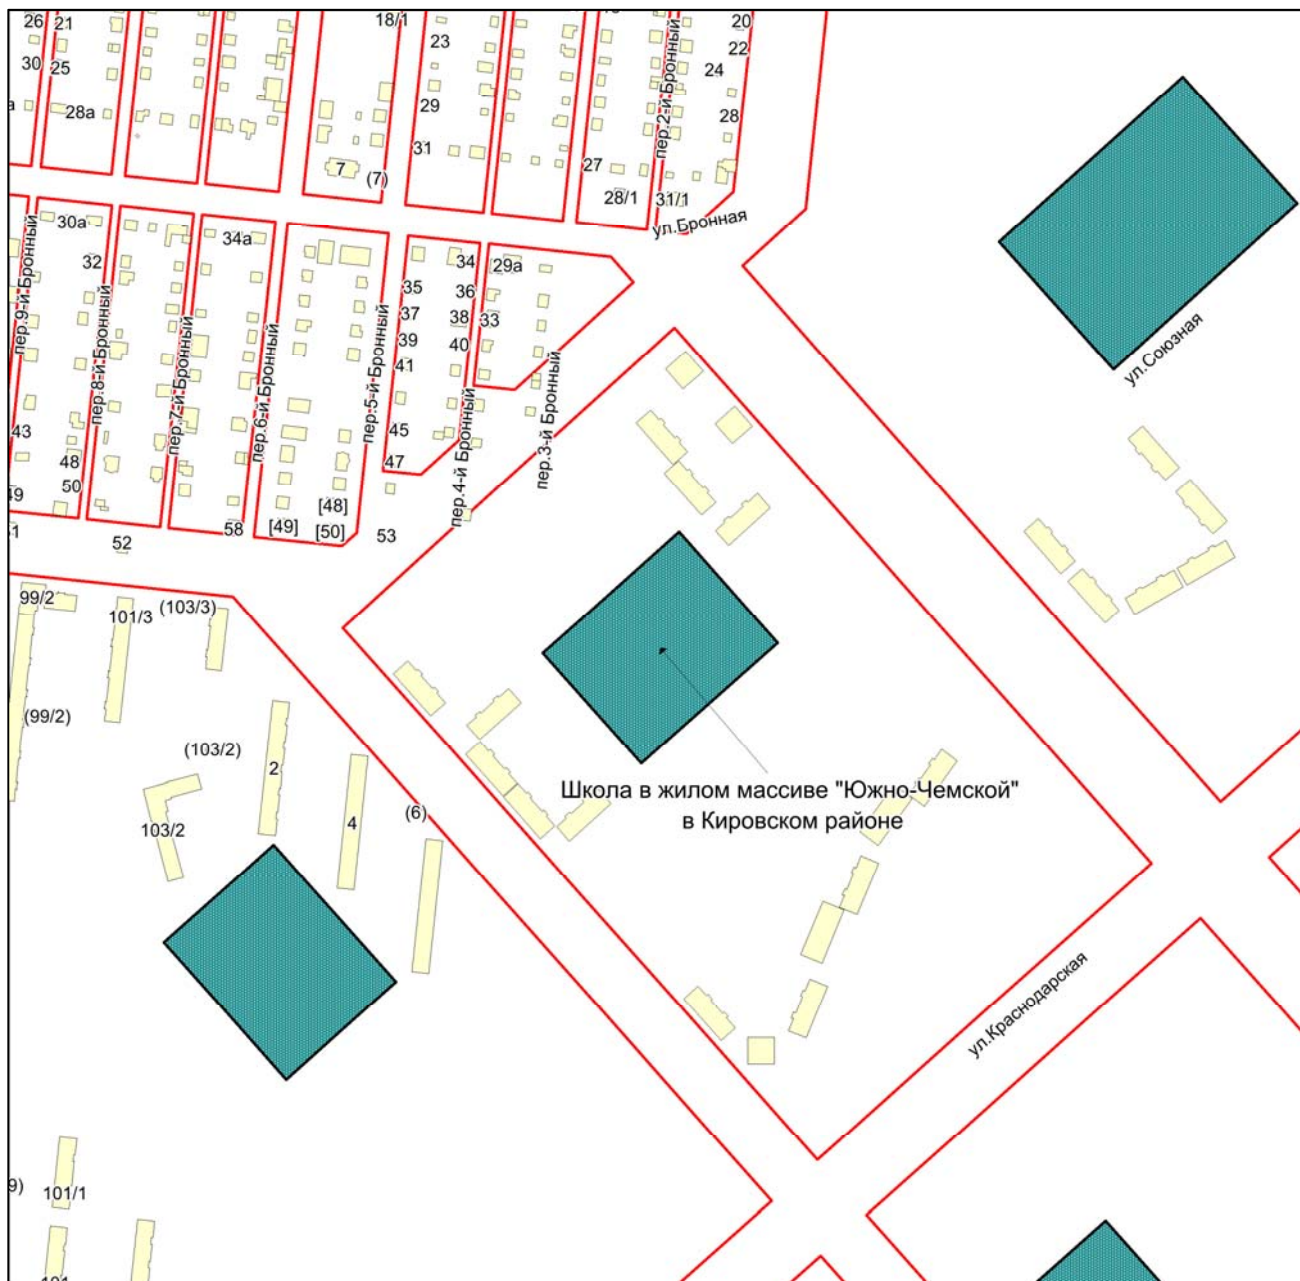 18/1
20
26
21
23
22
30
25
24
28а
29
28
31
7
(7)
27
28/1
31/1
пер.2-й Бронный
ул.Бронная
30а
34а
32
34
29а
35
36
37
38
33
39
40
41
43
45
47
48
50
49
[48]
[49]
[50]
58
53
52
пер.9-й Бронный
пер.8-й Бронный
пер.7-й Бронный
пер.6-й Бронный
пер.5-й Бронный
пер.4-й Бронный
пер.3-й Бронный
ул.Союзная
99/2
101/3
(103/3)
(99/2)
(103/2)
2
103/2
4
(6)
Школа в жилом массиве "Южно-Чемской"
в Кировском районе
ул.Краснодарская
101/1